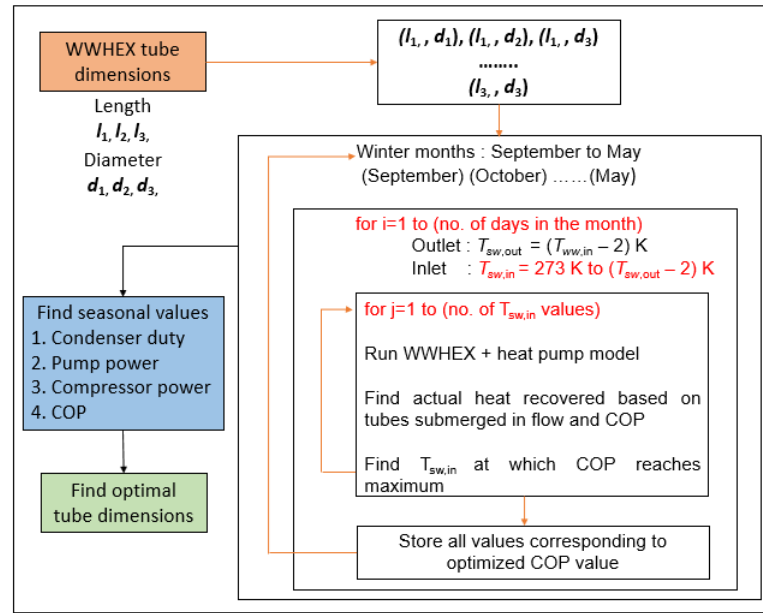 WWHEX tube
dimensions
Length
l1, l2, l3,
Diameter
d1, d2, d3,
(l1, , d1), (l1, , d2), (l1, , d3)
……..
(l3, , d3)
Winter months : September to May
(September) (October) ……(May)
for i=1 to (no. of days in the month)
Outlet : Tsw,out = (Tww,in – 2) K
Inlet : Tsw,in = 273 K to (Tsw,out – 2) K
for j=1 to (no. of Tsw,in values)
Run WWHEX + heat pump model
Find actual heat recovered based on
tubes submerged in flow and COP
Find Tsw,in at which COP reaches
maximum
Store all values corresponding to
optimized COP value
Find seasonal values
1. Condenser duty
2. Pump power
3. Compressor power
4. COP
Find optimal
tube dimensions